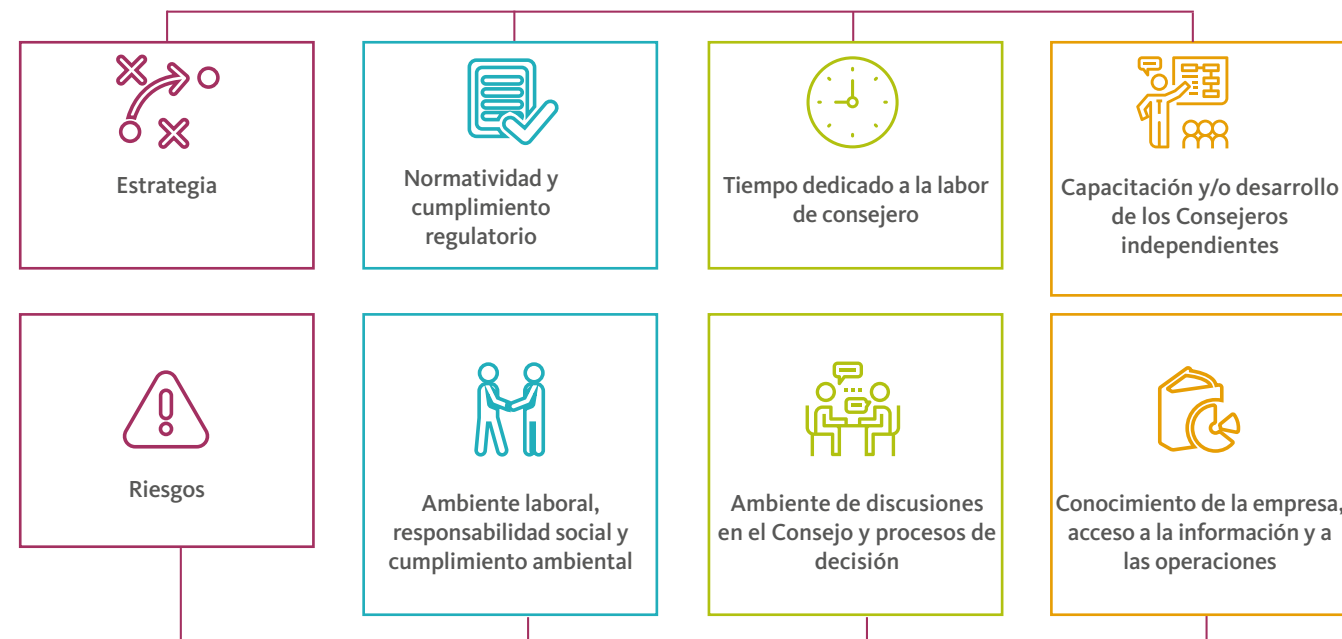 Estrategia
Normatividad y
cumplimiento
regulatorio
Tiempo dedicado a la labor
de consejero
Capacitación y/o desarrollo
de los Consejeros
independientes
Riesgos
Ambiente laboral,
responsabilidad social y
cumplimiento ambiental
Ambiente de discusiones
en el Consejo y procesos de
decisión
Conocimiento de la empresa,
acceso a la información y a
las operaciones